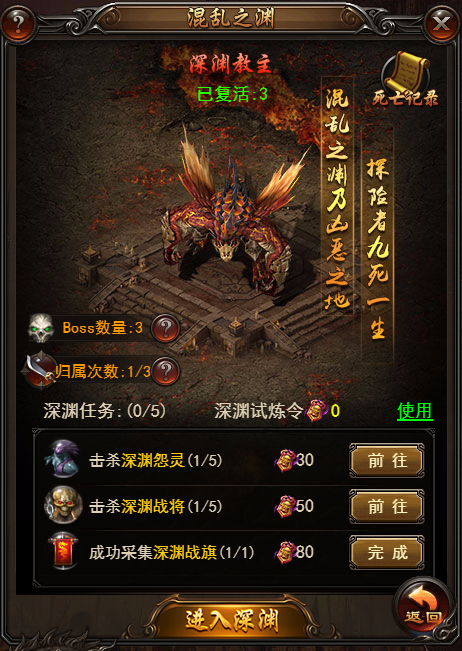 ?
混乱之渊
深渊教主
已复活:3
死亡记录
混乱之渊乃凶恶之地
探险者九死一生
Boss数量:3 ?
归属次数:1/3 ?
深渊任务:(0/5) 深渊试炼令 0 使用
击杀深渊怨灵(1/5) 30 前往
击杀深渊战将(1/5) 50 前往
成功采集深渊战旗(1/1) 80 完成
进入深渊
返回